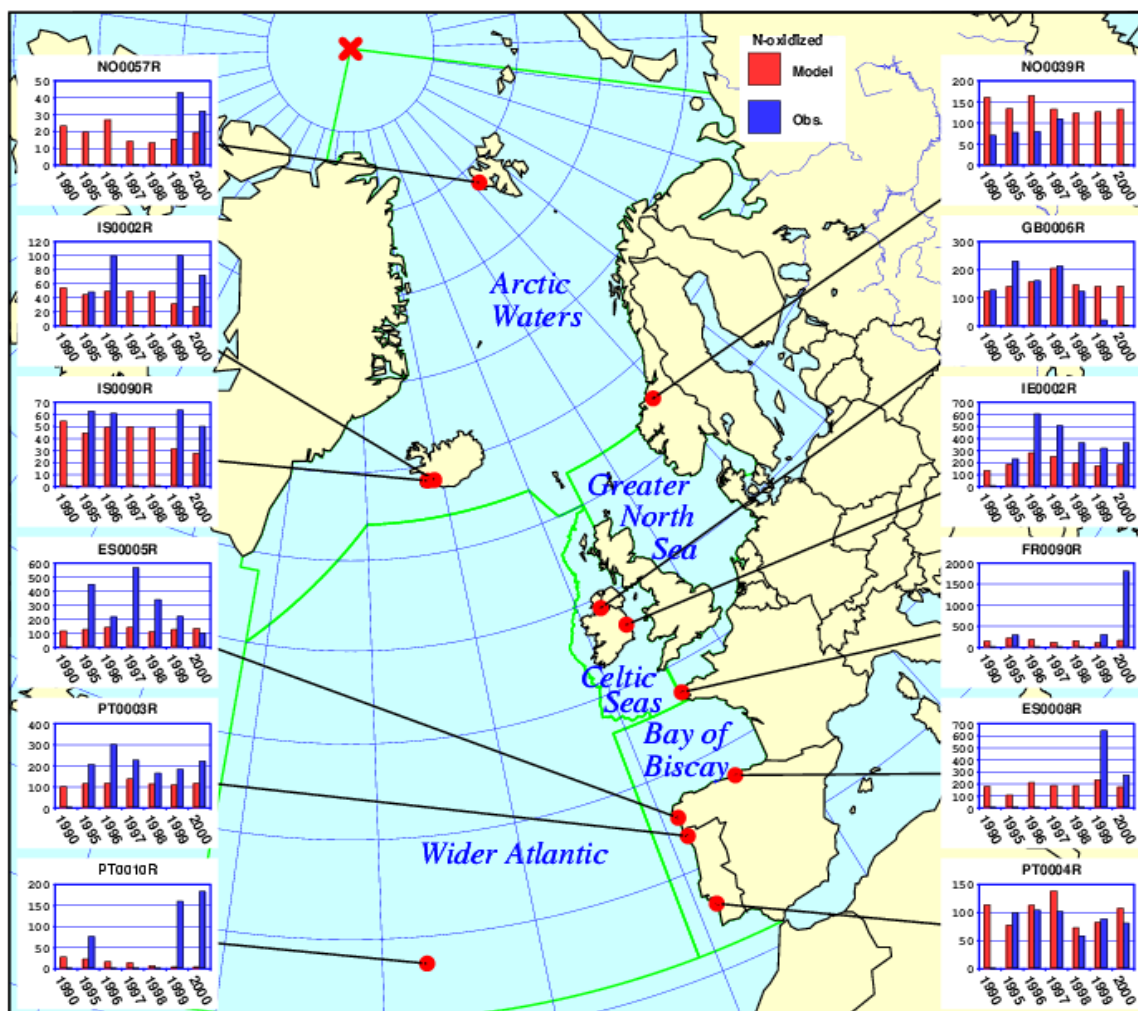 N-oxidized
Model
Obs.
NO0057R
50
40
30
20
10
0
1990 1995 1996 1997 1998 1999 2000
IS0002R
120
100
80
60
40
20
0
1990 1995 1996 1997 1998 1999 2000
IS0090R
70
60
50
40
30
20
10
0
1990 1995 1996 1997 1998 1999 2000
ES0005R
600
500
400
300
200
100
0
1990 1995 1996 1997 1998 1999 2000
PT0003R
400
300
200
100
0
1990 1995 1996 1997 1998 1999 2000
PT0010R
200
150
100
50
0
1990 1995 1996 1997 1998 1999 2000
Arctic
Waters
Greater
North
Sea
Celtic
Seas
Bay of
Biscay
Wider Atlantic
NO0039R
200
150
100
50
0
1990 1995 1996 1997 1998 1999 2000
GB0006R
300
200
100
0
1990 1995 1996 1997 1998 1999 2000
IE0002R
700
600
500
400
300
200
100
0
1990 1995 1996 1997 1998 1999 2000
FR0090R
2000
1500
1000
500
0
1990 1995 1996 1997 1998 1999 2000
ES0008R
700
600
500
400
300
200
100
0
1990 1995 1996 1997 1998 1999 2000
PT0004R
150
100
50
0
1990 1995 1996 1997 1998 1999 2000